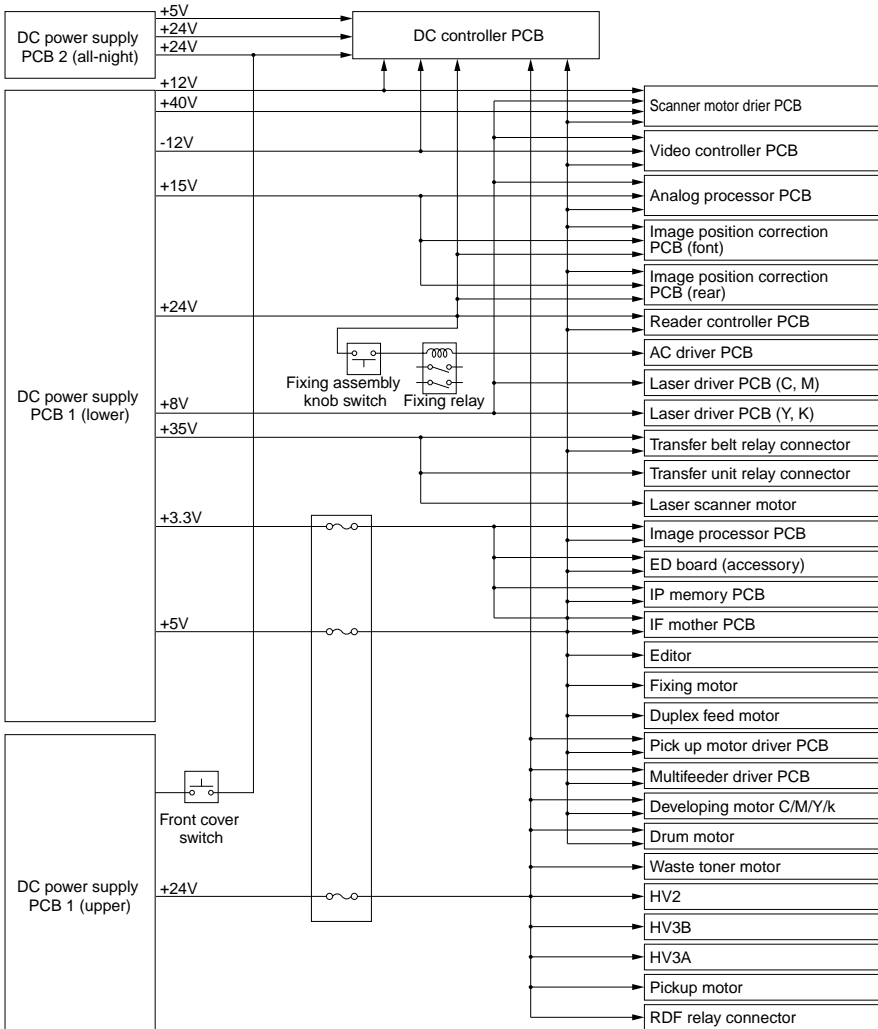 +5V
+24V
+24V
DC power supply
PCB 2 (all-night)
DC controller PCB
+12V
+40V
-12V
+15V
+24V
+8V
+35V
+3.3V
+5V
DC power supply
PCB 1 (lower)
Fixing assembly
knob switch
Fixing relay
Front cover
switch
DC power supply
PCB 1 (upper)
+24V
Scanner motor drier PCB
Video controller PCB
Analog processor PCB
Image position correction
PCB (font)
Image position correction
PCB (rear)
Reader controller PCB
AC driver PCB
Laser driver PCB (C, M)
Laser driver PCB (Y, K)
Transfer belt relay connector
Transfer unit relay connector
Laser scanner motor
Image processor PCB
ED board (accessory)
IP memory PCB
IF mother PCB
Editor
Fixing motor
Duplex feed motor
Pick up motor driver PCB
Multifeeder driver PCB
Developing motor C/M/Y/k
Drum motor
Waste toner motor
HV2
HV3B
HV3A
Pickup motor
RDF relay connector